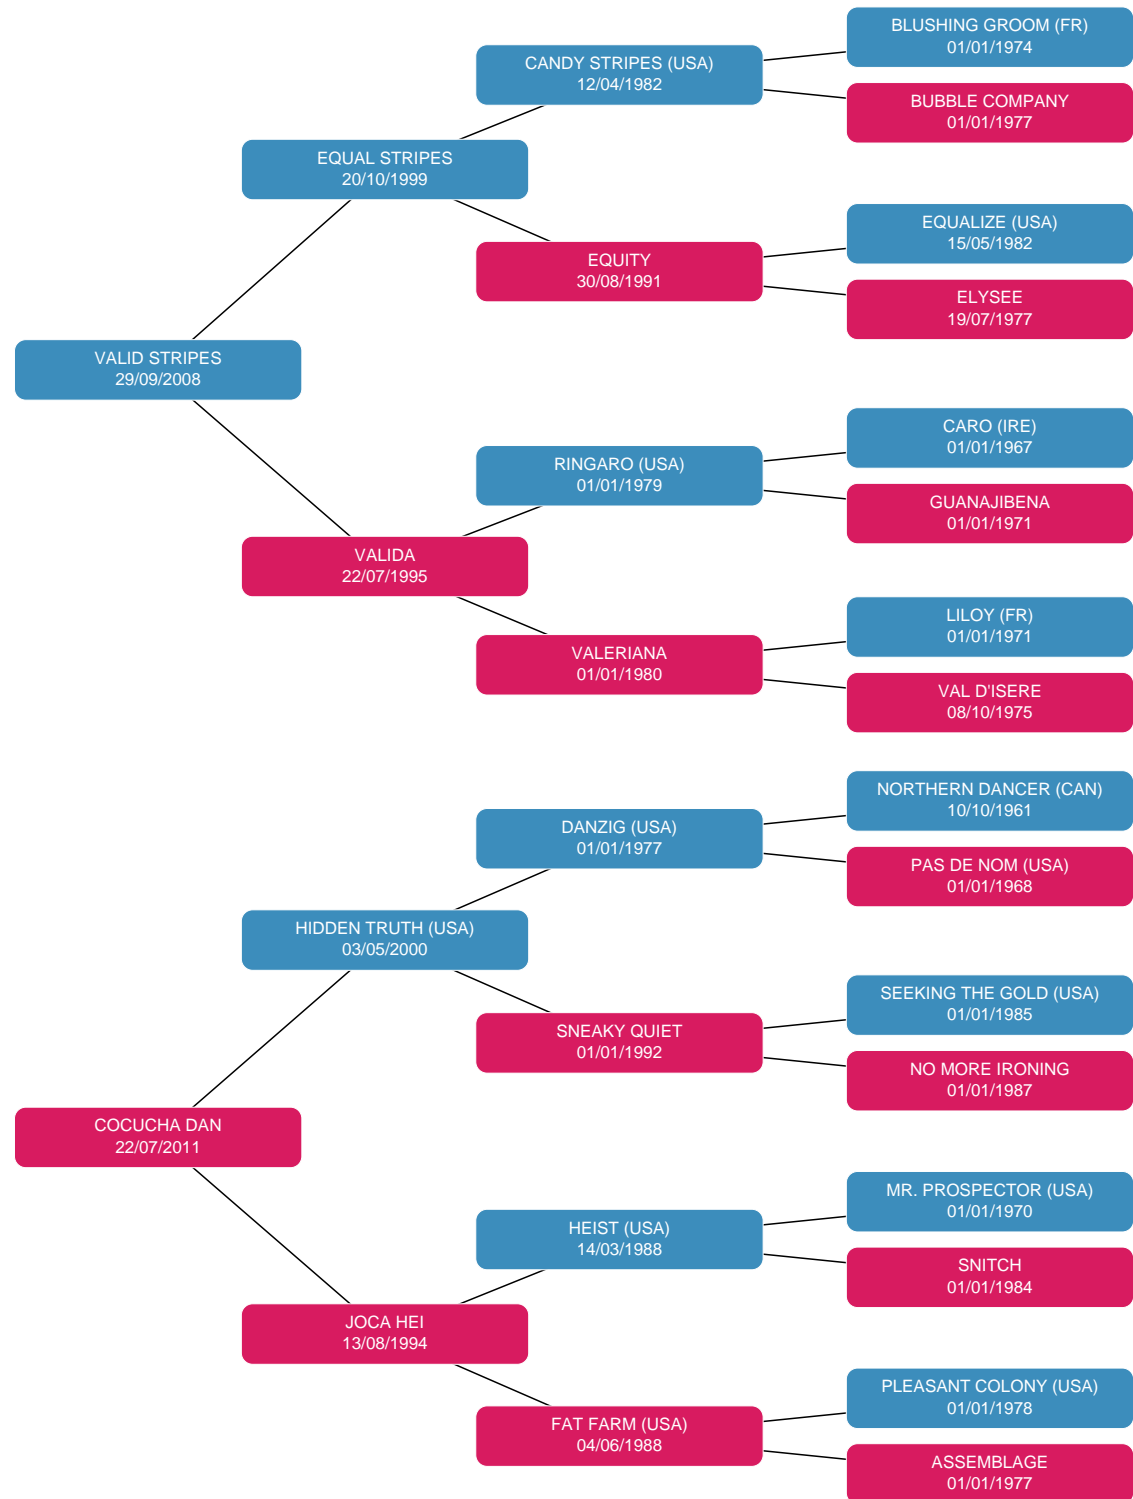 BLUSHING GROOM (FR)
01/01/1974
CANDY STRIPES (USA)
12/04/1982
BUBBLE COMPANY
01/01/1977
EQUAL STRIPES
20/10/1999
EQUALIZE (USA)
15/05/1982
EQUITY
30/08/1991
ELYSEE
19/07/1977
VALID STRIPES
29/09/2008
CARO (IRE)
01/01/1967
RINGARO (USA)
01/01/1979
GUANAJIBENA
01/01/1971
VALIDA
22/07/1995
LILOY (FR)
01/01/1971
VALERIANA
01/01/1980
VAL D'ISERE
08/10/1975
NORTHERN DANCER (CAN)
10/10/1961
DANZIG (USA)
01/01/1977
PAS DE NOM (USA)
01/01/1968
HIDDEN TRUTH (USA)
03/05/2000
SEEKING THE GOLD (USA)
01/01/1985
SNEAKY QUIET
01/01/1992
NO MORE IRONING
01/01/1987
COCUCHA DAN
22/07/2011
MR. PROSPECTOR (USA)
01/01/1970
HEIST (USA)
14/03/1988
SNITCH
01/01/1984
JOCA HEI
13/08/1994
PLEASANT COLONY (USA)
01/01/1978
FAT FARM (USA)
04/06/1988
ASSEMBLAGE
01/01/1977